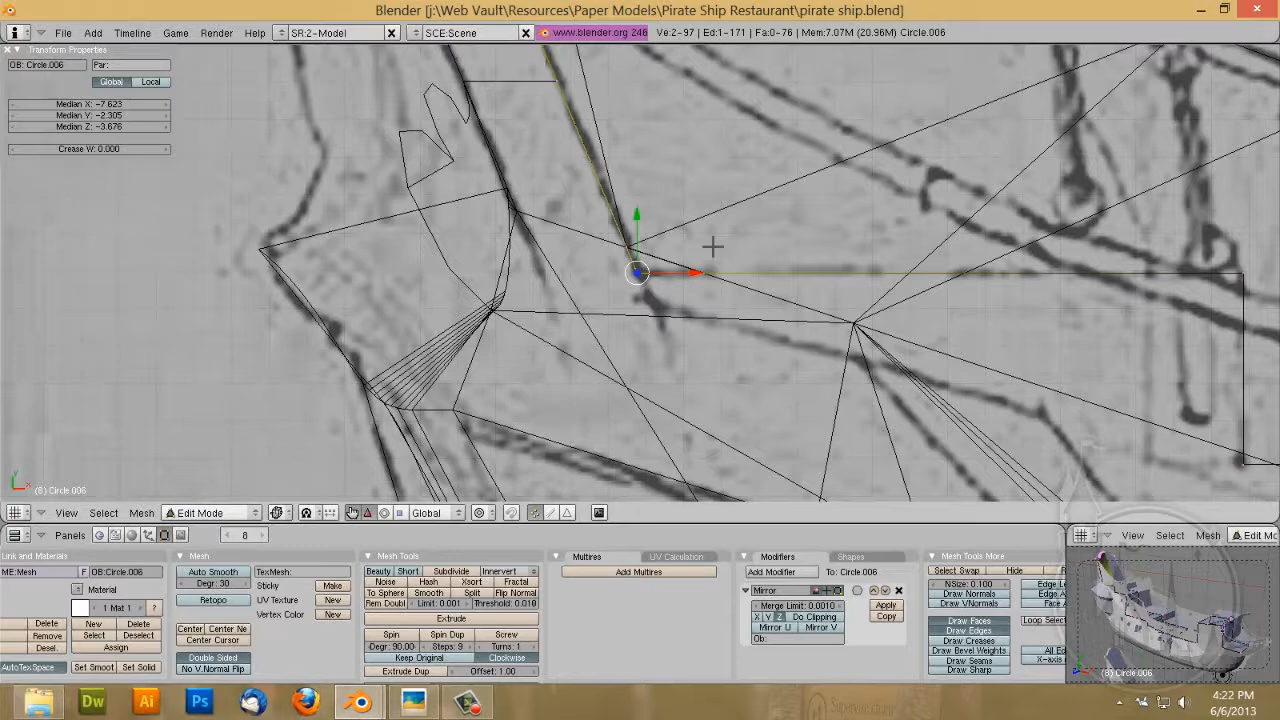 Blender [j:\Web Vault\Resources\Paper Models\Pirate Ship Restaurant\pirate ship.blend]
File Add Timeline Game Render Help SR:2-Model SCE:Scene www.blender.org 246 Ve:2-97 | Ed:1-171 | Fa:0-76 | Mem:7.07M (20.96M) Circle.006
Transform Properties
OB: Circle.006 Par:
Global Local
Median X: -7.623
Median Y: -2.305
Median Z: -3.676
Crease W: 0.000
(8) Circle.006
View Select Mesh Edit Mode Global
Panels 8 View Select Mesh Edit Mo
Link and Materials Mesh Mesh Tools Multires UV Calculation Modifiers Shapes Mesh Tools More
ME:Mesh F OB:Circle.006 Auto Smooth TexMesh: Beauty Short Subdivide Innervert Add Multires Add Modifier To: Circle.006 Select Swap Hide
Material Degr: 30 Sticky Make Noise Hash Xsort Fractal Mirror NSize: 0.100 Edge L
1 Mat 1 ? Retopo UV Texture New To Sphere Smooth Split Flip Normal Merge Limit: 0.0010 Apply Draw Normals Edge A
Vertex Color New Rem Doubl Limit: 0.001 Threshold: 0.010 X Y Z Do Clipping Copy Draw VNormals Face A
Delete New Delete Center Center Ne Extrude Mirror U Mirror V Draw Faces Loop Selec
Remove Select Deselect Center Cursor Spin Spin Dup Screw Ob: Draw Edges
Desel. Assign Degr: 90.00 Steps: 9 Turns: 1 Draw Creases
Double Sided Keep Original Clockwise Draw Bevel Weights All Ed
AutoTexSpace Set Smoot Set Solid No V.Normal Flip Extrude Dup Offset: 1.00 Draw Seams X-axis
Draw Sharp
(8) Circle.006
Dw Ai Ps
4:22 PM
6/6/2013